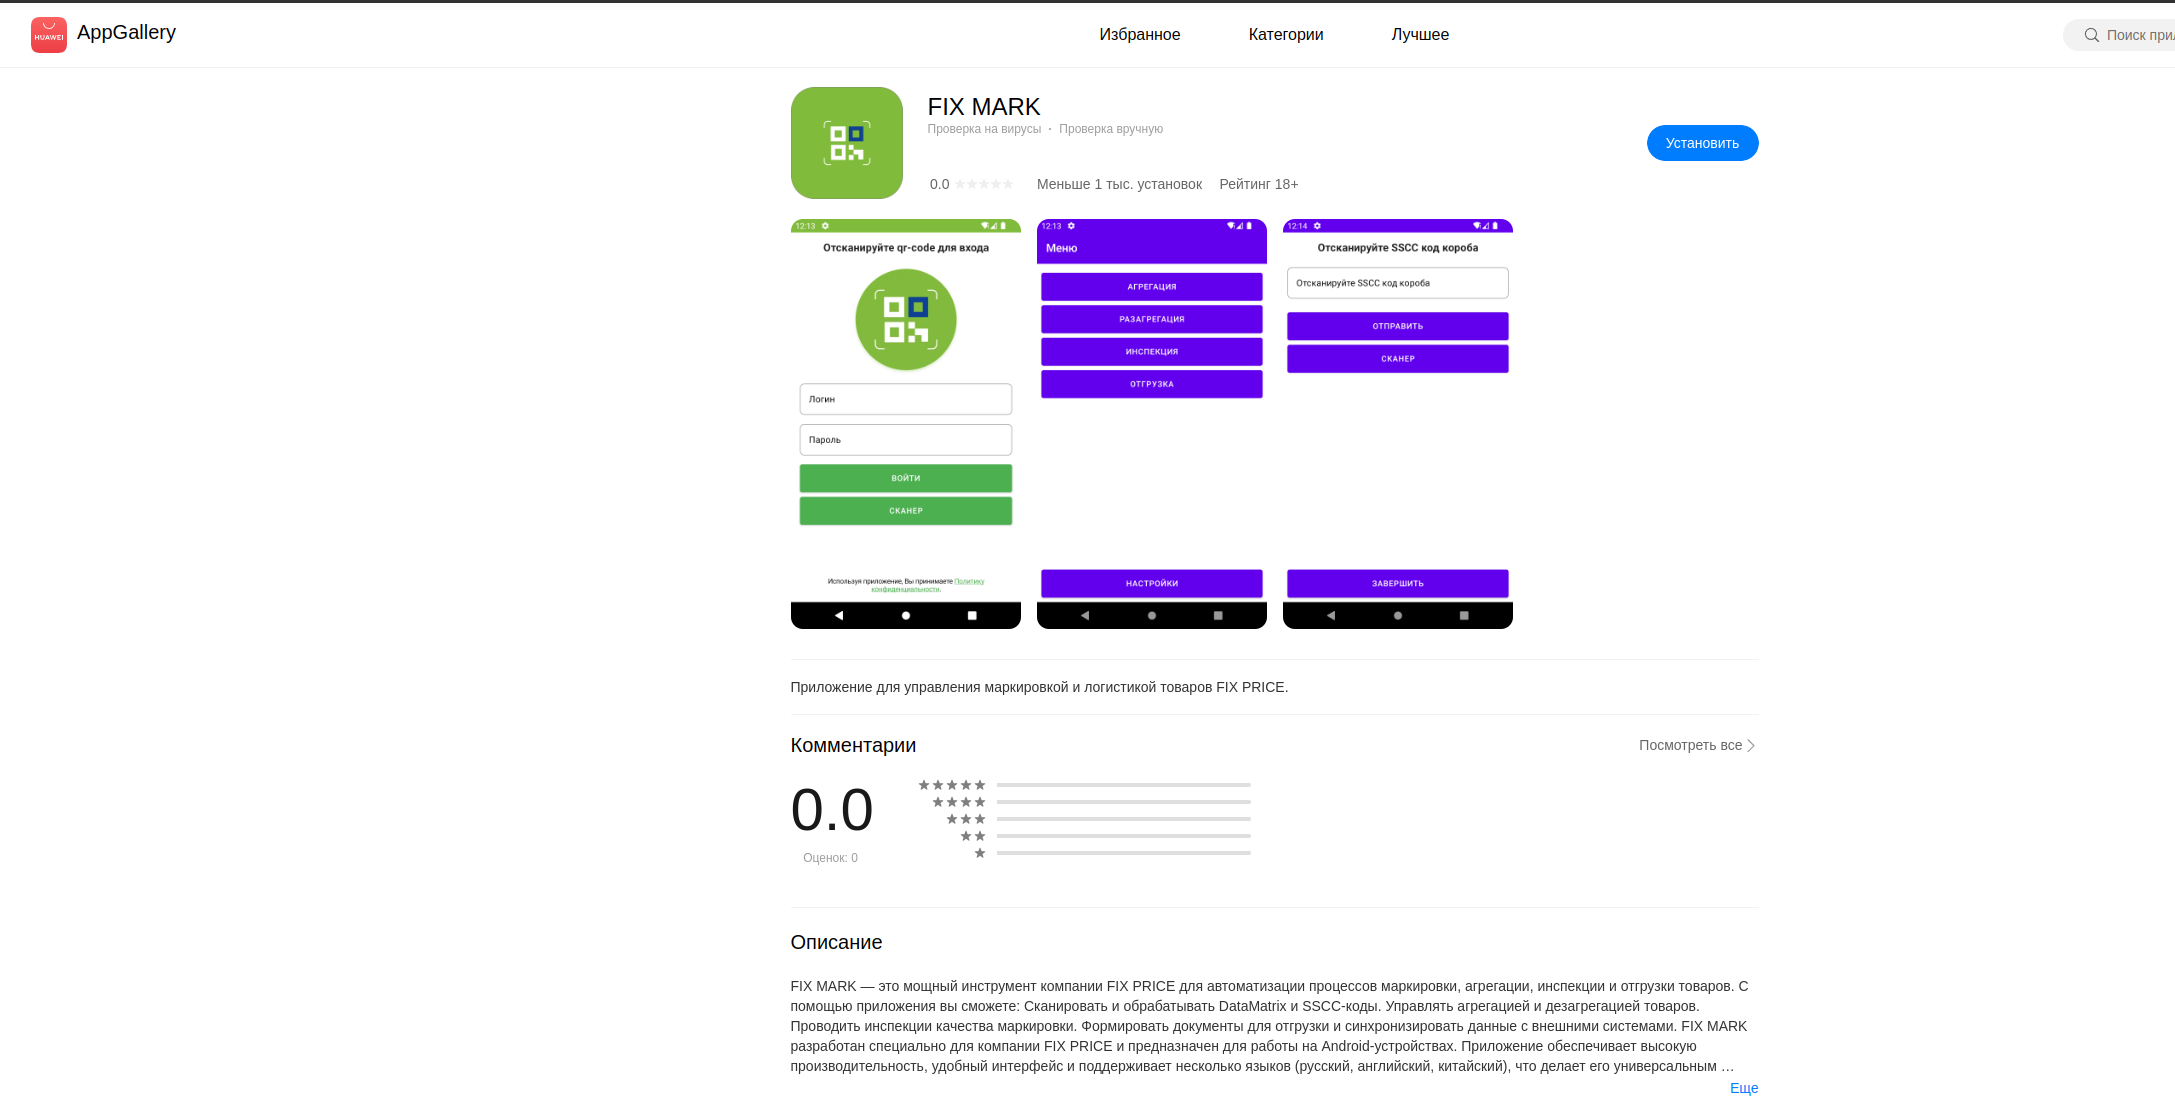 HUAWEI
AppGallery
Избранное
Категории
Лучшее
Поиск
FIX MARK
Проверка на вирусы · Проверка вручную
Установить
0.0
Меньше 1 тыс. установок
Рейтинг 18+
12:13
Отсканируйте qr-code для входа
Логин
Пароль
ВОЙТИ
СКАНЕР
Используя приложение, Вы принимаете Политику
конфиденциальности.
12:13
Меню
АГРЕГАЦИЯ
РАЗАГРЕГАЦИЯ
ИНСПЕКЦИЯ
ОТГРУЗКА
НАСТРОЙКИ
12:14
Отсканируйте SSCC код короба
Отсканируйте SSCC код короба
ОТПРАВИТЬ
СКАНЕР
ЗАВЕРШИТЬ
Приложение для управления маркировкой и логистикой товаров FIX PRICE.
Комментарии
Посмотреть все
0.0
Оценок: 0
Описание
FIX MARK — это мощный инструмент компании FIX PRICE для автоматизации процессов маркировки, агрегации, инспекции и отгрузки товаров. С
помощью приложения вы сможете: Сканировать и обрабатывать DataMatrix и SSCC-коды. Управлять агрегацией и дезагрегацией товаров.
Проводить инспекции качества маркировки. Формировать документы для отгрузки и синхронизировать данные с внешними системами. FIX MARK
разработан специально для компании FIX PRICE и предназначен для работы на Android-устройствах. Приложение обеспечивает высокую
производительность, удобный интерфейс и поддерживает несколько языков (русский, английский, китайский), что делает его универсальным …
Еще